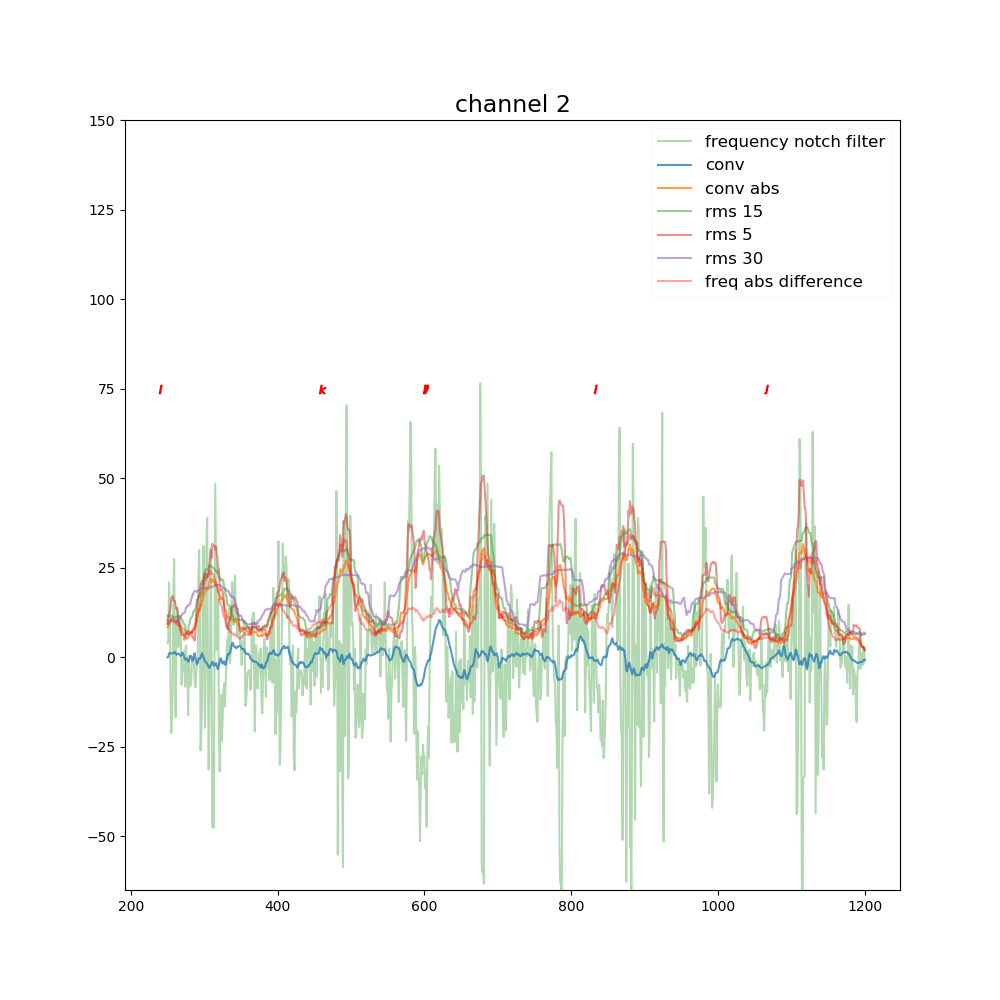 channel 2
150
125
100
75
50
25
0
−25
−50
200 400 600 800 1000 1200
frequency notch filter
conv
conv abs
rms 15
rms 5
rms 30
freq abs difference
l k l j